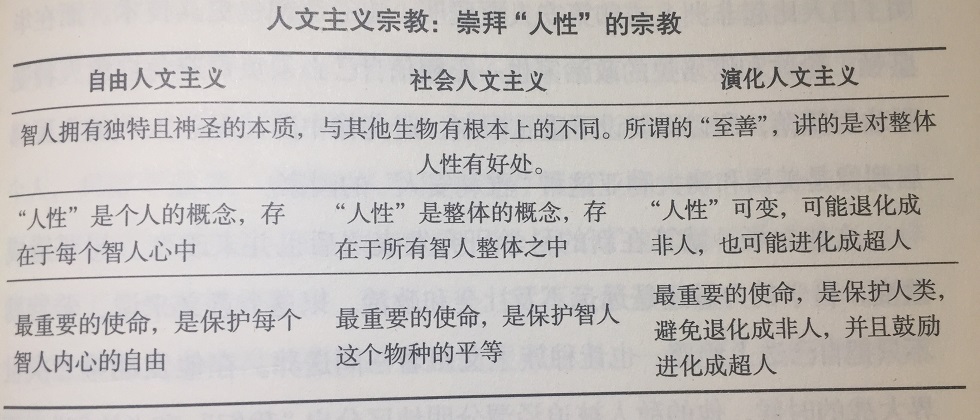 人文主义宗教：崇拜“人性”的宗教
自由人文主义 社会人文主义 演化人文主义
智人拥有独特且神圣的本质，与其他生物有根本上的不同。所谓的“至善”，讲的是对整体
人性有好处。
“人性”是个人的概念，存
在于每个智人心中
“人性”是整体的概念，存
在于所有智人整体之中
“人性”可变，可能退化成
非人，也可能进化成超人
最重要的使命，是保护每个
智人内心的自由
最重要的使命，是保护智人
这个物种的平等
最重要的使命，是保护人类，
避免退化成非人，并且鼓励
进化成超人